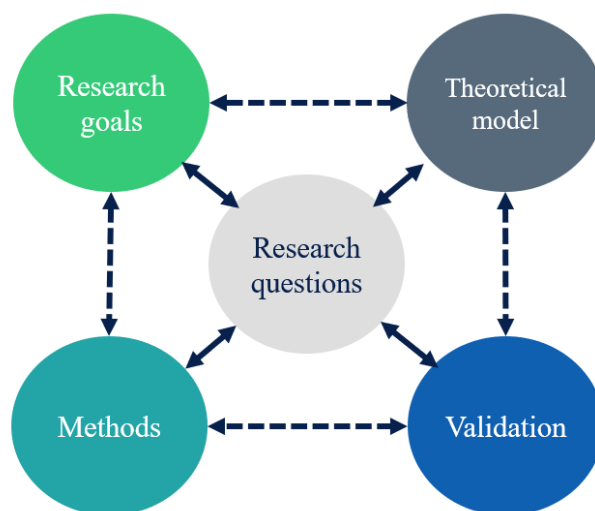 Research
goals
Theoretical
model
Research
questions
Methods
Validation